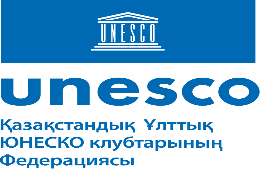 UNESCO
unesco
Қазақстандық Ұлттық
ЮНЕСКО клубтарының
Федерациясы